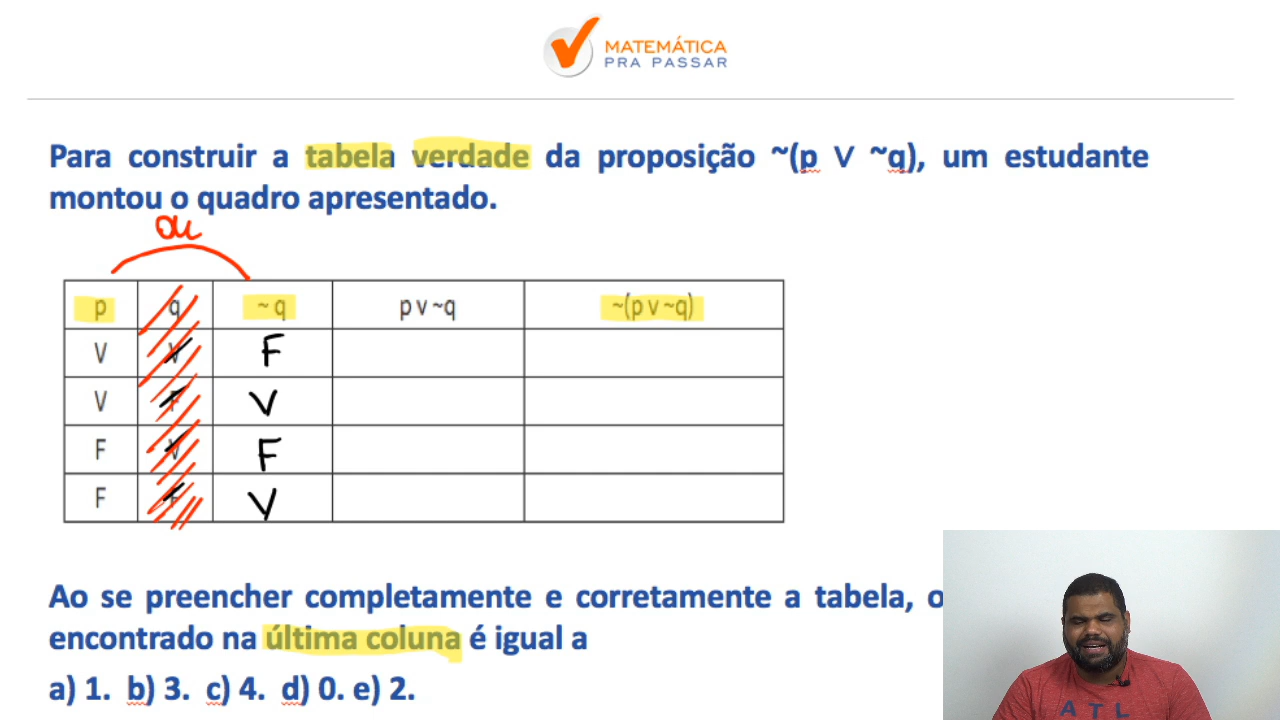 MATEMÁTICA
PRA PASSAR
Para construir a tabela verdade da proposição ~(p ∨ ~q), um estudante
montou o quadro apresentado.
ou
p q ~q p ∨ ~q ~(p ∨ ~q)
V V F
V F V
F V F
F F V
Ao se preencher completamente e corretamente a tabela, o
encontrado na última coluna é igual a
a) 1. b) 3. c) 4. d) 0. e) 2.
ATL